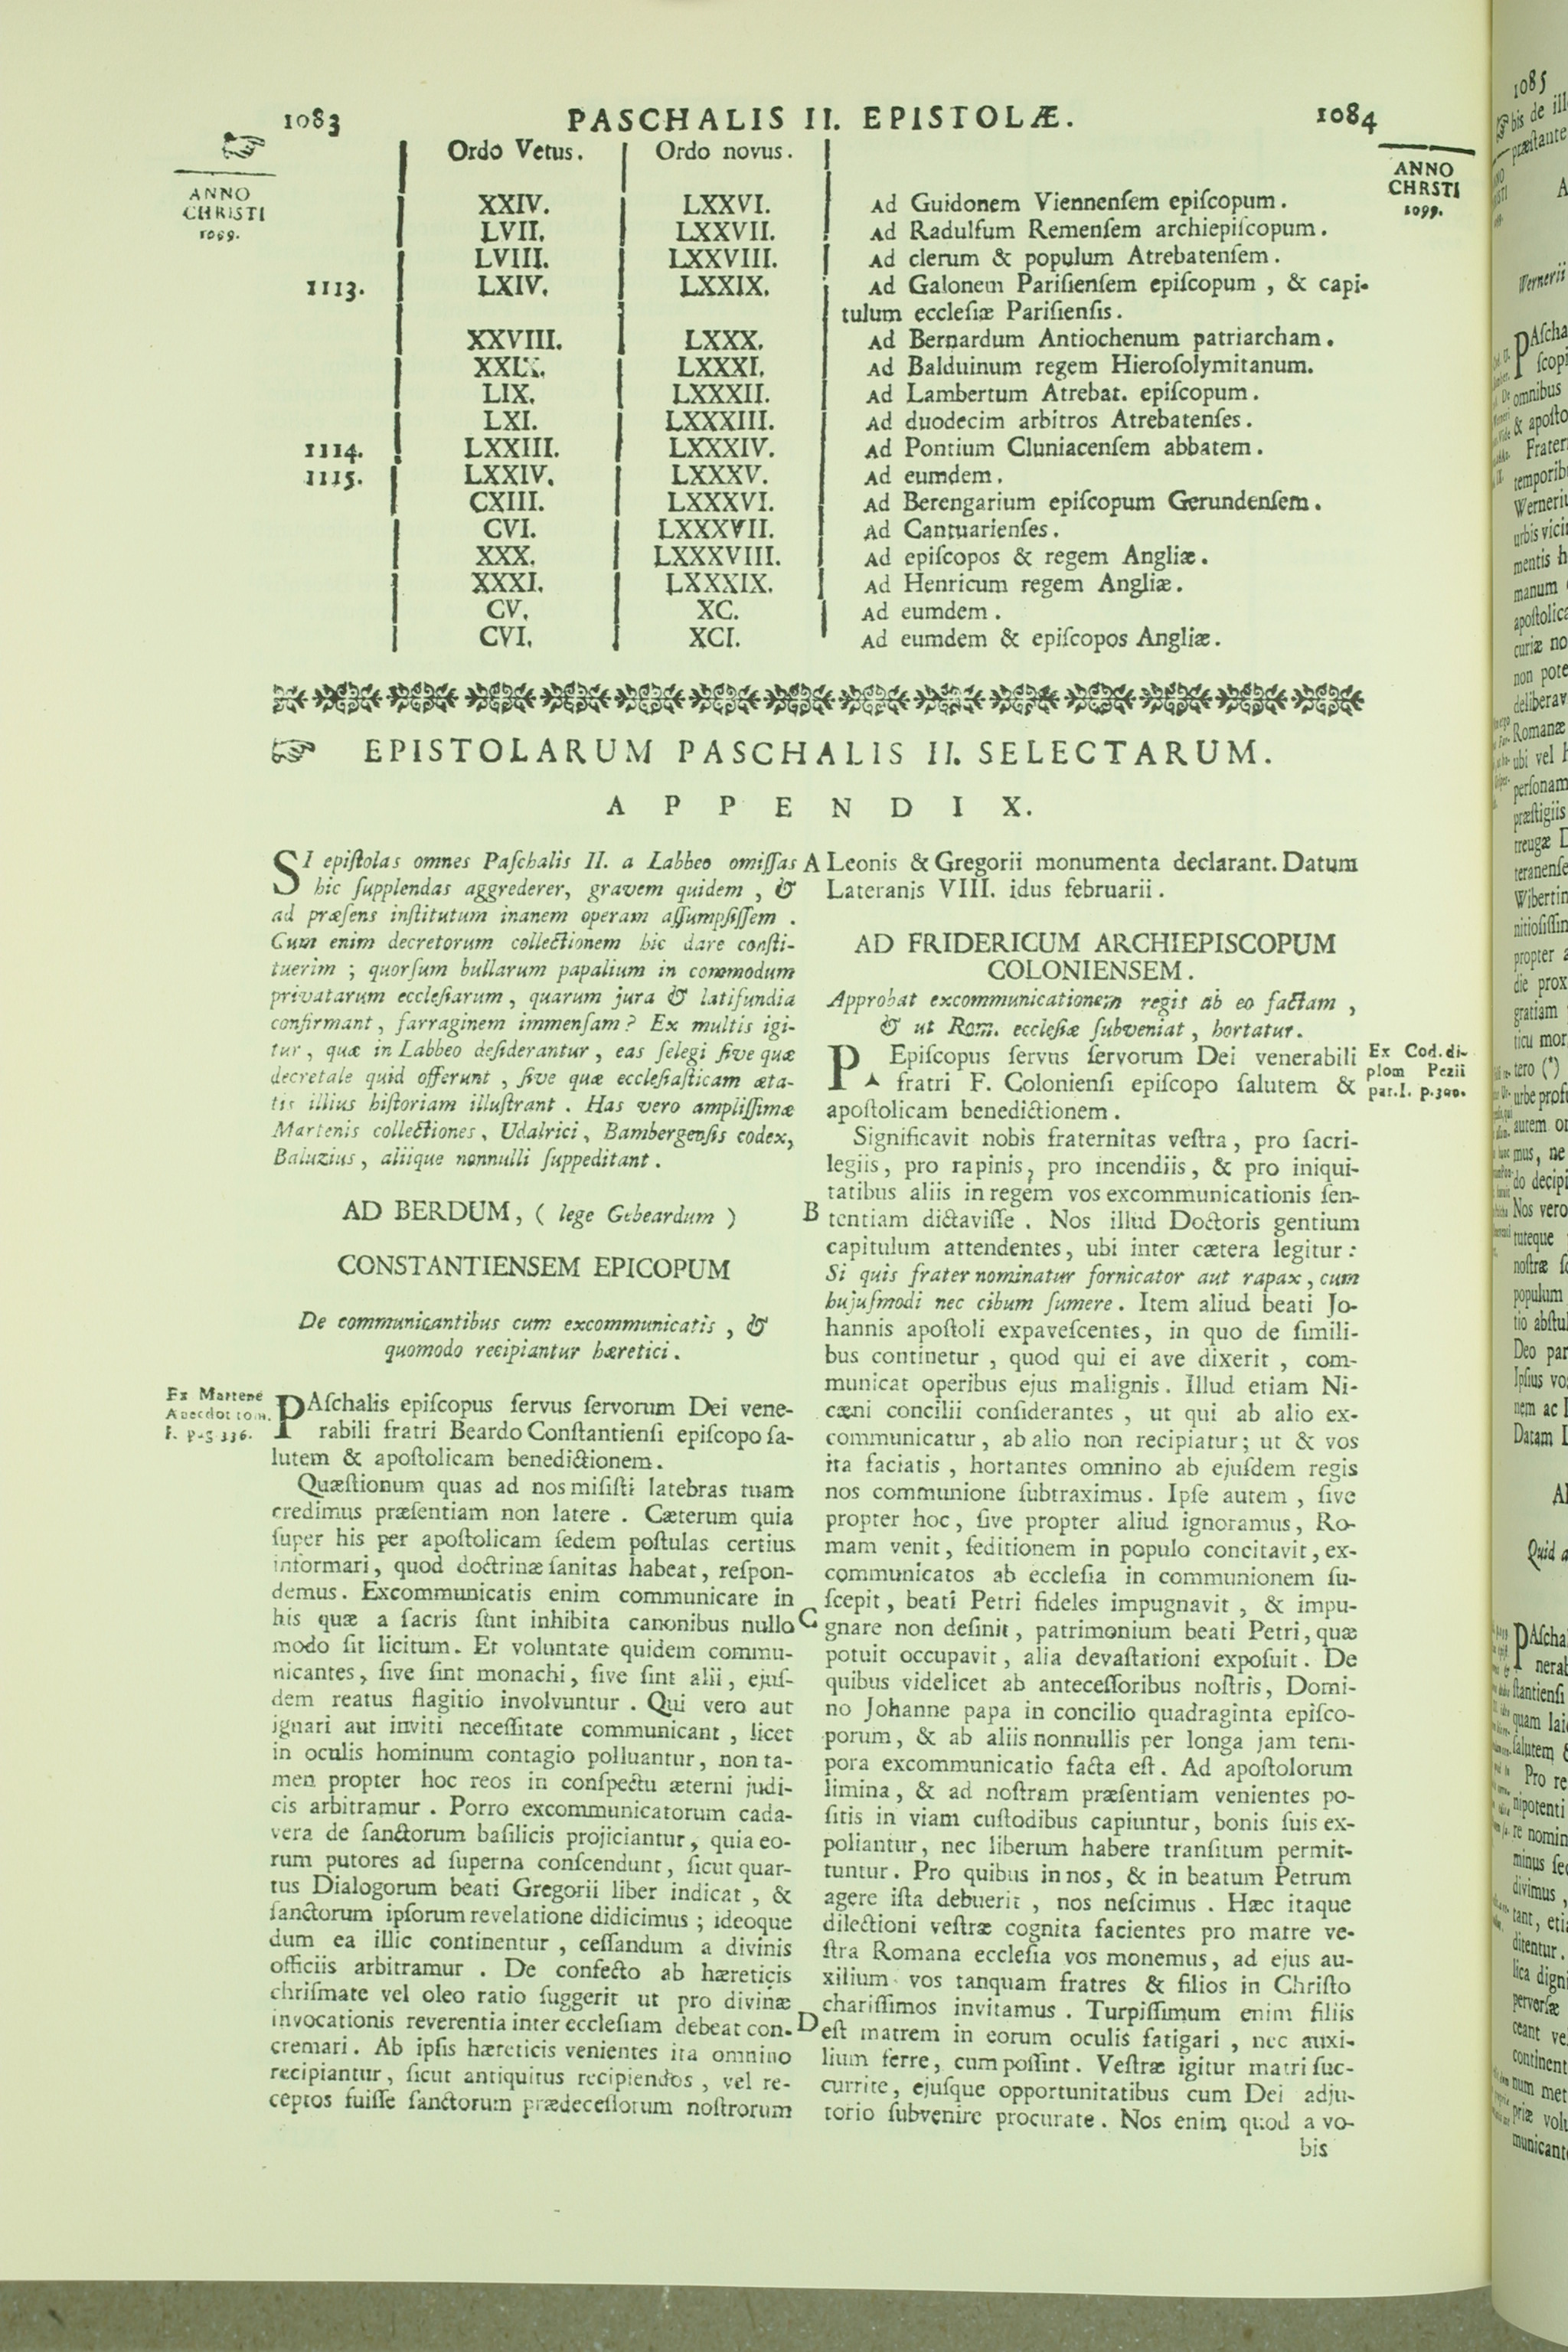 1083
PASCHALIS II. EPISTOLÆ.
1084
ANNO
CHRISTI
1099.
ANNO
CHRSTI
1099.
Ordo Vetus. Ordo novus.
XXIV. LXXVI. Ad Guidonem Viennenſem epiſcopum.
LVII. LXXVII. Ad Radulfum Remenſem archiepiſcopum.
LVIII. LXXVIII. Ad clerum & populum Atrebatenſem.
1113. LXIV. LXXIX. Ad Galonem Pariſienſem epiſcopum, & capi-
tulum eccleſiæ Pariſienſis.
XXVIII. LXXX. Ad Bernardum Antiochenum patriarcham.
XXIX. LXXXI. Ad Balduinum regem Hieroſolymitanum.
LIX. LXXXII. Ad Lambertum Atrebat. epiſcopum.
LXI. LXXXIII. Ad duodecim arbitros Atrebatenſes.
1114. LXXIII. LXXXIV. Ad Pontium Cluniacenſem abbatem.
1115. LXXIV. LXXXV. Ad eumdem.
CXIII. LXXXVI. Ad Berengarium epiſcopum Gerundenſem.
CVI. LXXXVII. Ad Cantuarienſes.
XXX. LXXXVIII. Ad epiſcopos & regem Angliæ.
XXXI. LXXXIX. Ad Henricum regem Angliæ.
CV. XC. Ad eumdem.
CVI. XCI. Ad eumdem & epiſcopos Angliæ.
☞ EPISTOLARUM PASCHALIS II. SELECTARUM.
APPENDIX.
SI epiſtolas omnes Paſchalis II. a Labbeo omiſſas
hic ſupplendas aggrederer, gravem quidem, &
ad præſens inſtitutum inanem operam aſſumpſiſſem.
Cum enim decretorum collectionem hic dare conſti-
tuerim; quorſum bullarum papalium in commodum
privatarum eccleſiarum, quarum jura & latifundia
confirmant, farraginem immenſam? Ex multis igi-
tur, quæ in Labbeo deſiderantur, eas ſelegi ſive quæ
decretale quid offerunt, ſive quæ eccleſiaſticam æta-
tis illius hiſtoriam illuſtrant. Has vero ampliſſimæ
Martenis collectiones, Udalrici, Bambergenſis codex,
Baluzius, aliique nonnulli ſuppeditant.
AD BERDUM, (lege Gebeardum)
CONSTANTIENSEM EPICOPUM
De communicantibus cum excommunicatis, &
quomodo recipiantur hæretici.
Ex Martene
Anecdot tom.
I. pag 336.
PAſchalis epiſcopus ſervus ſervorum Dei vene-
rabili fratri Beardo Conſtantienſi epiſcopo ſa-
lutem & apoſtolicam benedictionem.
Quæſtionum quas ad nos miſiſti latebras tuam
credimus præſentiam non latere. Cæterum quia
ſuper his per apoſtolicam ſedem poſtulas certius
informari, quod doctrinæ ſanitas habeat, reſpon-
demus. Excommunicatis enim communicare in
his quæ a ſacris ſunt inhibita canonibus nullo
modo ſit licitum. Et voluntate quidem commu-
nicantes, ſive ſint monachi, ſive ſint alii, ejuſ-
dem reatus flagitio involvuntur. Qui vero aut
ignari aut inviti neceſſitate communicant, licet
in oculis hominum contagio polluantur, non ta-
men propter hoc reos in conſpectu æterni judi-
cis arbitramur. Porro excommunicatorum cada-
vera de ſanctorum baſilicis projiciantur, quia eo-
rum putores ad ſuperna conſcendunt, ſicut quar-
tus Dialogorum beati Gregorii liber indicat, &
ſanctorum ipſorum revelatione didicimus; ideoque
dum ea illic continentur, ceſſandum a divinis
officiis arbitramur. De confecto ab hæreticis
chriſmate vel oleo ratio ſuggerit ut pro divinæ
invocationis reverentia inter eccleſiam debeat con-
cremari. Ab ipſis hæreticis venientes ita omnino
recipiantur, ſicut antiquitus recipiendos, vel re-
ceptos fuiſſe ſanctorum prædeceſſorum noſtrorum
A Leonis & Gregorii monumenta declarant. Datum
Lateranis VIII. idus februarii.
AD FRIDERICUM ARCHIEPISCOPUM
COLONIENSEM.
Approbat excommunicationem regis ab eo factam,
& ut Rom. eccleſiæ ſubveniat, hortatur.
Ex Cod. di-
plom Pezii
par. I. p. 300.
P Epiſcopus ſervus ſervorum Dei venerabili
fratri F. Colonienſi epiſcopo ſalutem &
apoſtolicam benedictionem.
Significavit nobis fraternitas veſtra, pro ſacri-
legiis, pro rapinis, pro incendiis, & pro iniqui-
tatibus aliis in regem vos excommunicationis ſen-
B tentiam dictaviſſe. Nos illud Doctoris gentium
capitulum attendentes, ubi inter cætera legitur:
Si quis frater nominatur fornicator aut rapax, cum
hujuſmodi nec cibum ſumere. Item aliud beati Jo-
hannis apoſtoli expaveſcentes, in quo de ſimili-
bus continetur, quod qui ei ave dixerit, com-
municat operibus ejus malignis. Illud etiam Ni-
cæni concilii conſiderantes, ut qui ab alio ex-
communicatur, ab alio non recipiatur; ut & vos
ita faciatis, hortantes omnino ab ejuſdem regis
nos communione ſubtraximus. Ipſe autem, ſive
propter hoc, ſive propter aliud ignoramus, Ro-
mam venit, ſeditionem in populo concitavit, ex-
communicatos ab eccleſia in communionem ſu-
ſcepit, beati Petri fideles impugnavit, & impu-
C gnare non deſinit, patrimonium beati Petri, quæ
potuit occupavit, alia devaſtationi expoſuit. De
quibus videlicet ab anteceſſoribus noſtris, Domi-
no Johanne papa in concilio quadraginta epiſco-
porum, & ab aliis nonnullis per longa jam tem-
pora excommunicatio facta eſt. Ad apoſtolorum
limina, & ad noſtram præſentiam venientes po-
ſitis in viam cuſtodibus capiuntur, bonis ſuis ex-
poliantur, nec liberum habere tranſitum permit-
tuntur. Pro quibus in nos, & in beatum Petrum
agere iſta debuerit, nos neſcimus. Hæc itaque
dilectioni veſtræ cognita facientes pro matre ve-
ſtra Romana eccleſia vos monemus, ad ejus au-
xilium vos tanquam fratres & filios in Chriſto
chariſſimos invitamus. Turpiſſimum enim filiis
D eſt matrem in eorum oculis fatigari, nec auxi-
lium ferre, cum poſſint. Veſtræ igitur matri ſuc-
currite, ejuſque opportunitatibus cum Dei adju-
torio ſubvenire procurate. Nos enim quod a vo-
bis